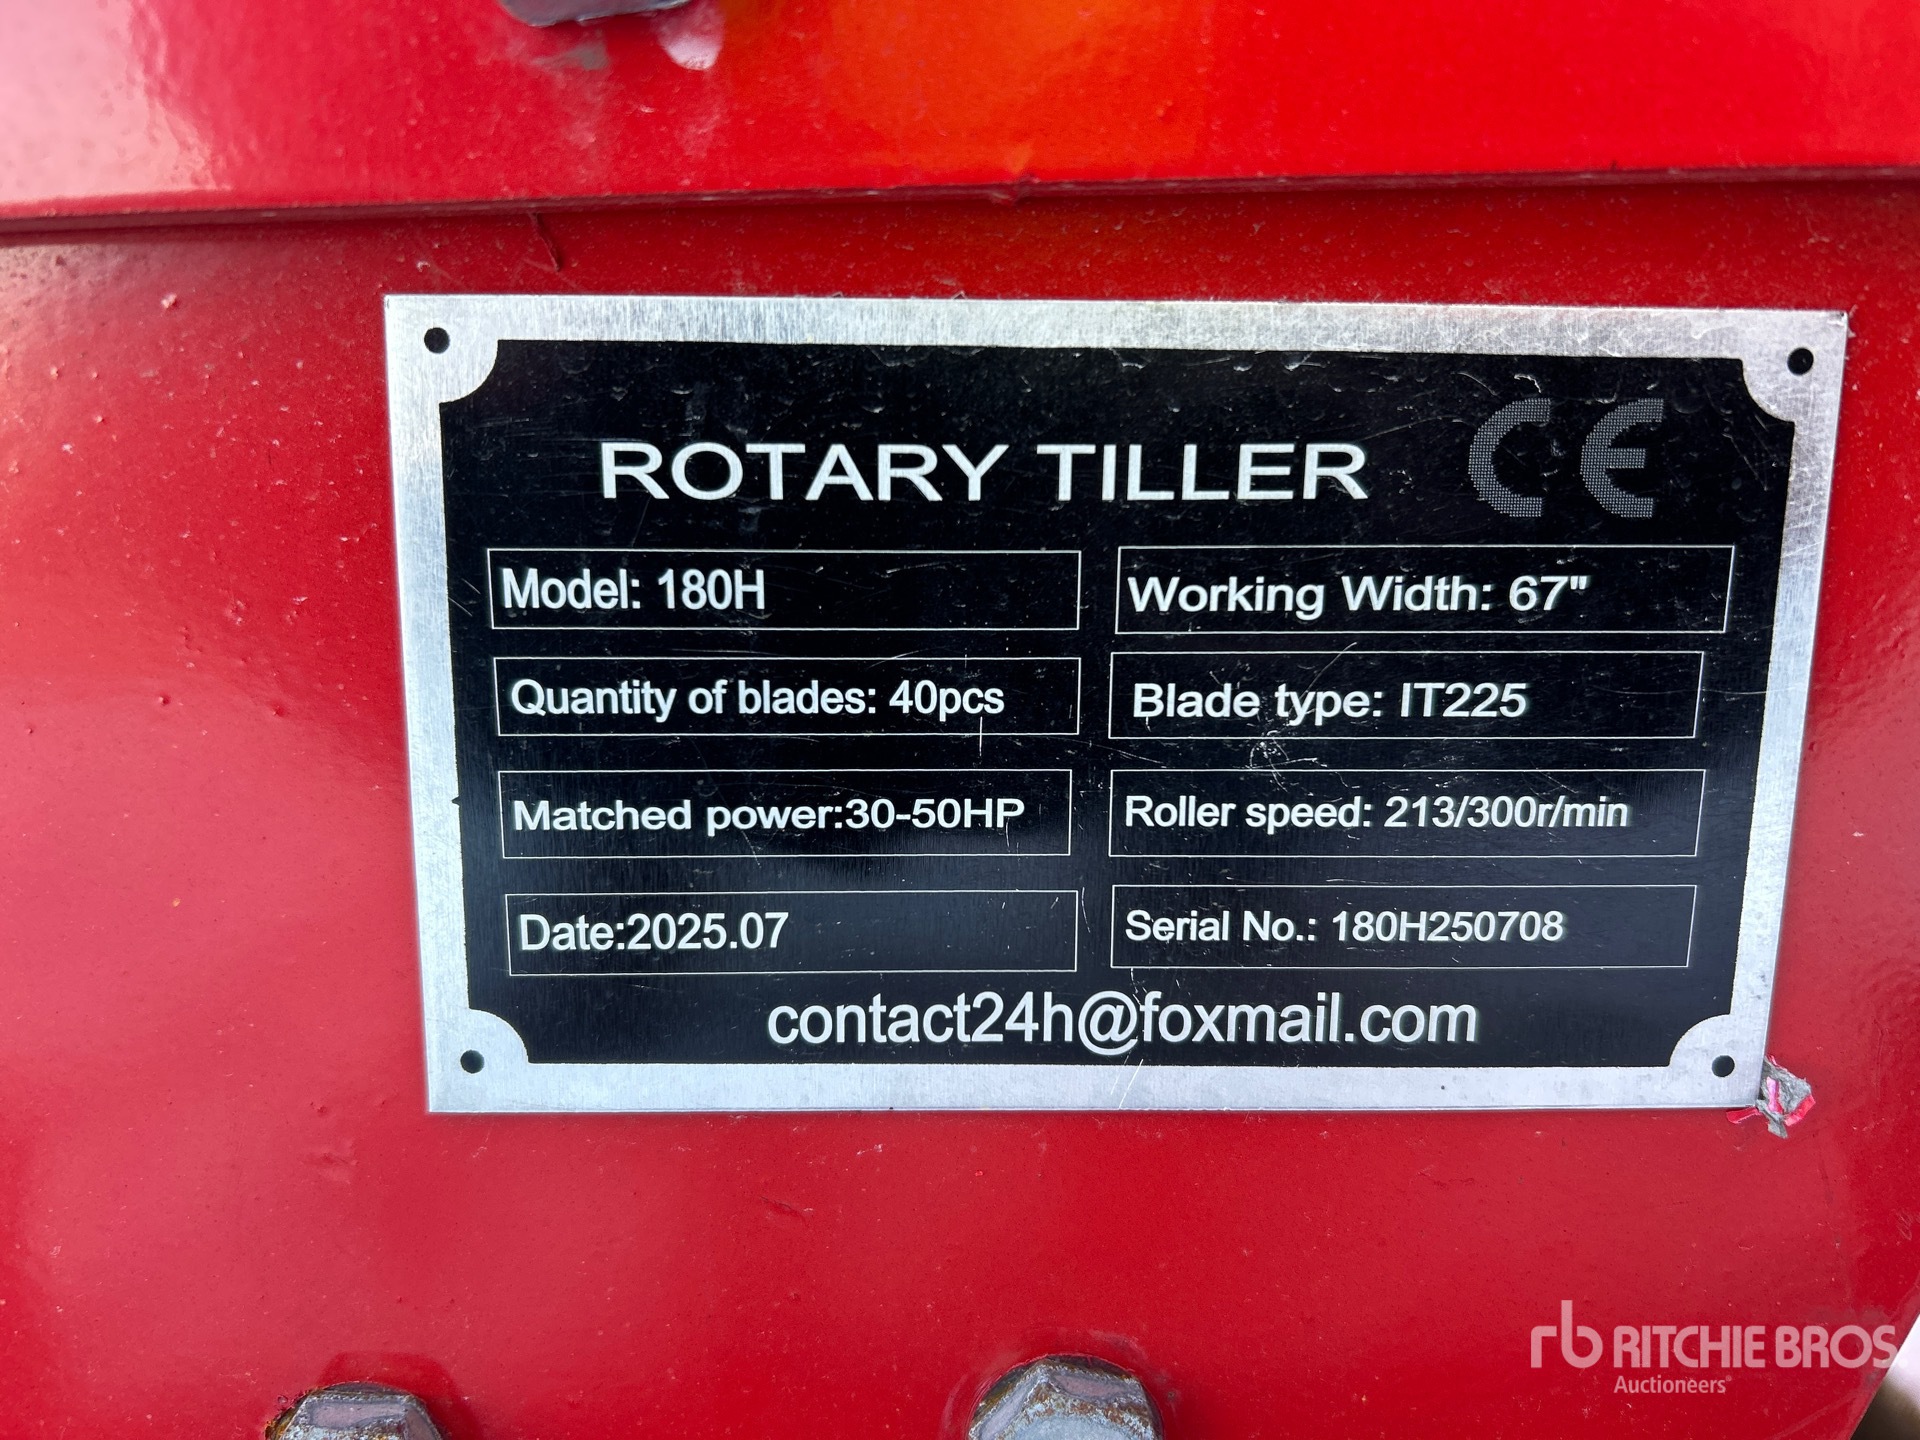 ROTARY TILLER CE
Model: 180H Working Width: 67"
Quantity of blades: 40pcs Blade type: IT225
Matched power:30-50HP Roller speed: 213/300r/min
Date:2025.07 Serial No.: 180H250708
contact24h@foxmail.com
rb RITCHIE BROS
Auctioneers